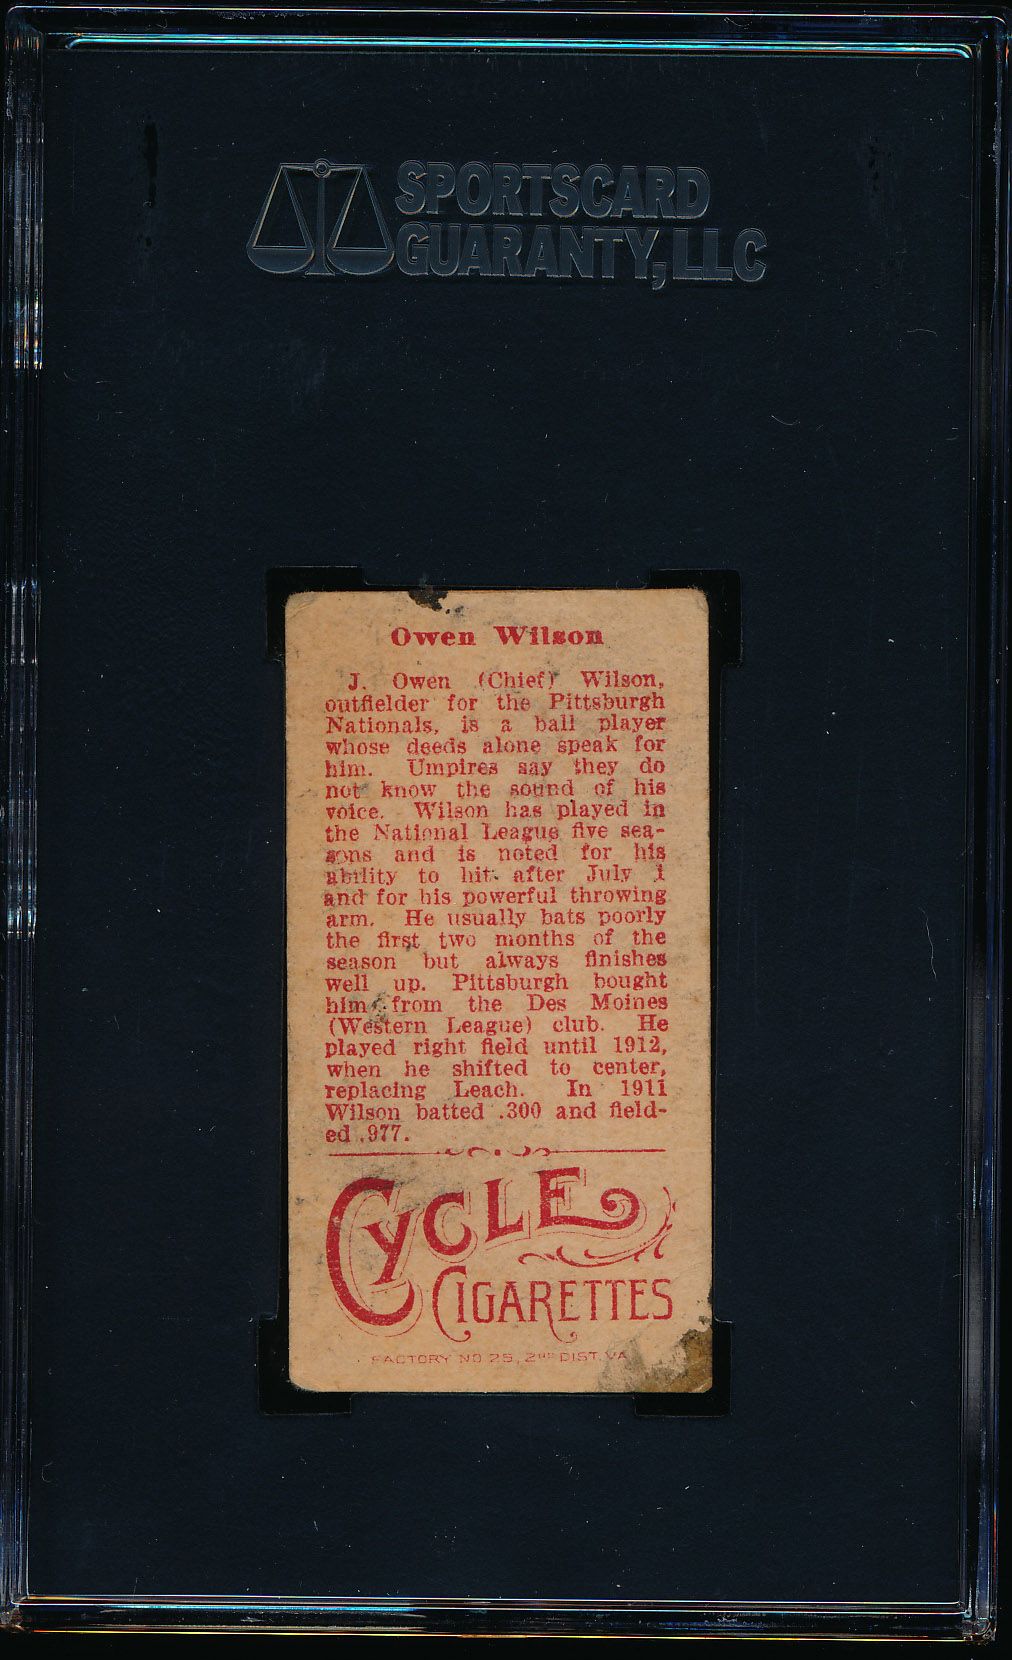 SPORTSCARD
GUARANTY, LLC
Owen Wilson
J. Owen (Chief) Wilson,
outfielder for the Pittsburgh
Nationals, is a ball player
whose deeds alone speak for
him. Umpires say they do
not know the sound of his
voice. Wilson has played in
the National League five sea-
sons and is noted for his
ability to hit after July 1
and for his powerful throwing
arm. He usually bats poorly
the first two months of the
season but always finishes
well up. Pittsburgh bought
him from the Des Moines
(Western League) club. He
played right field until 1912,
when he shifted to center,
replacing Leach. In 1911
Wilson batted .300 and field-
ed .977.
CYCLE
CIGARETTES
FACTORY NO 25, 2ND DIST. VA